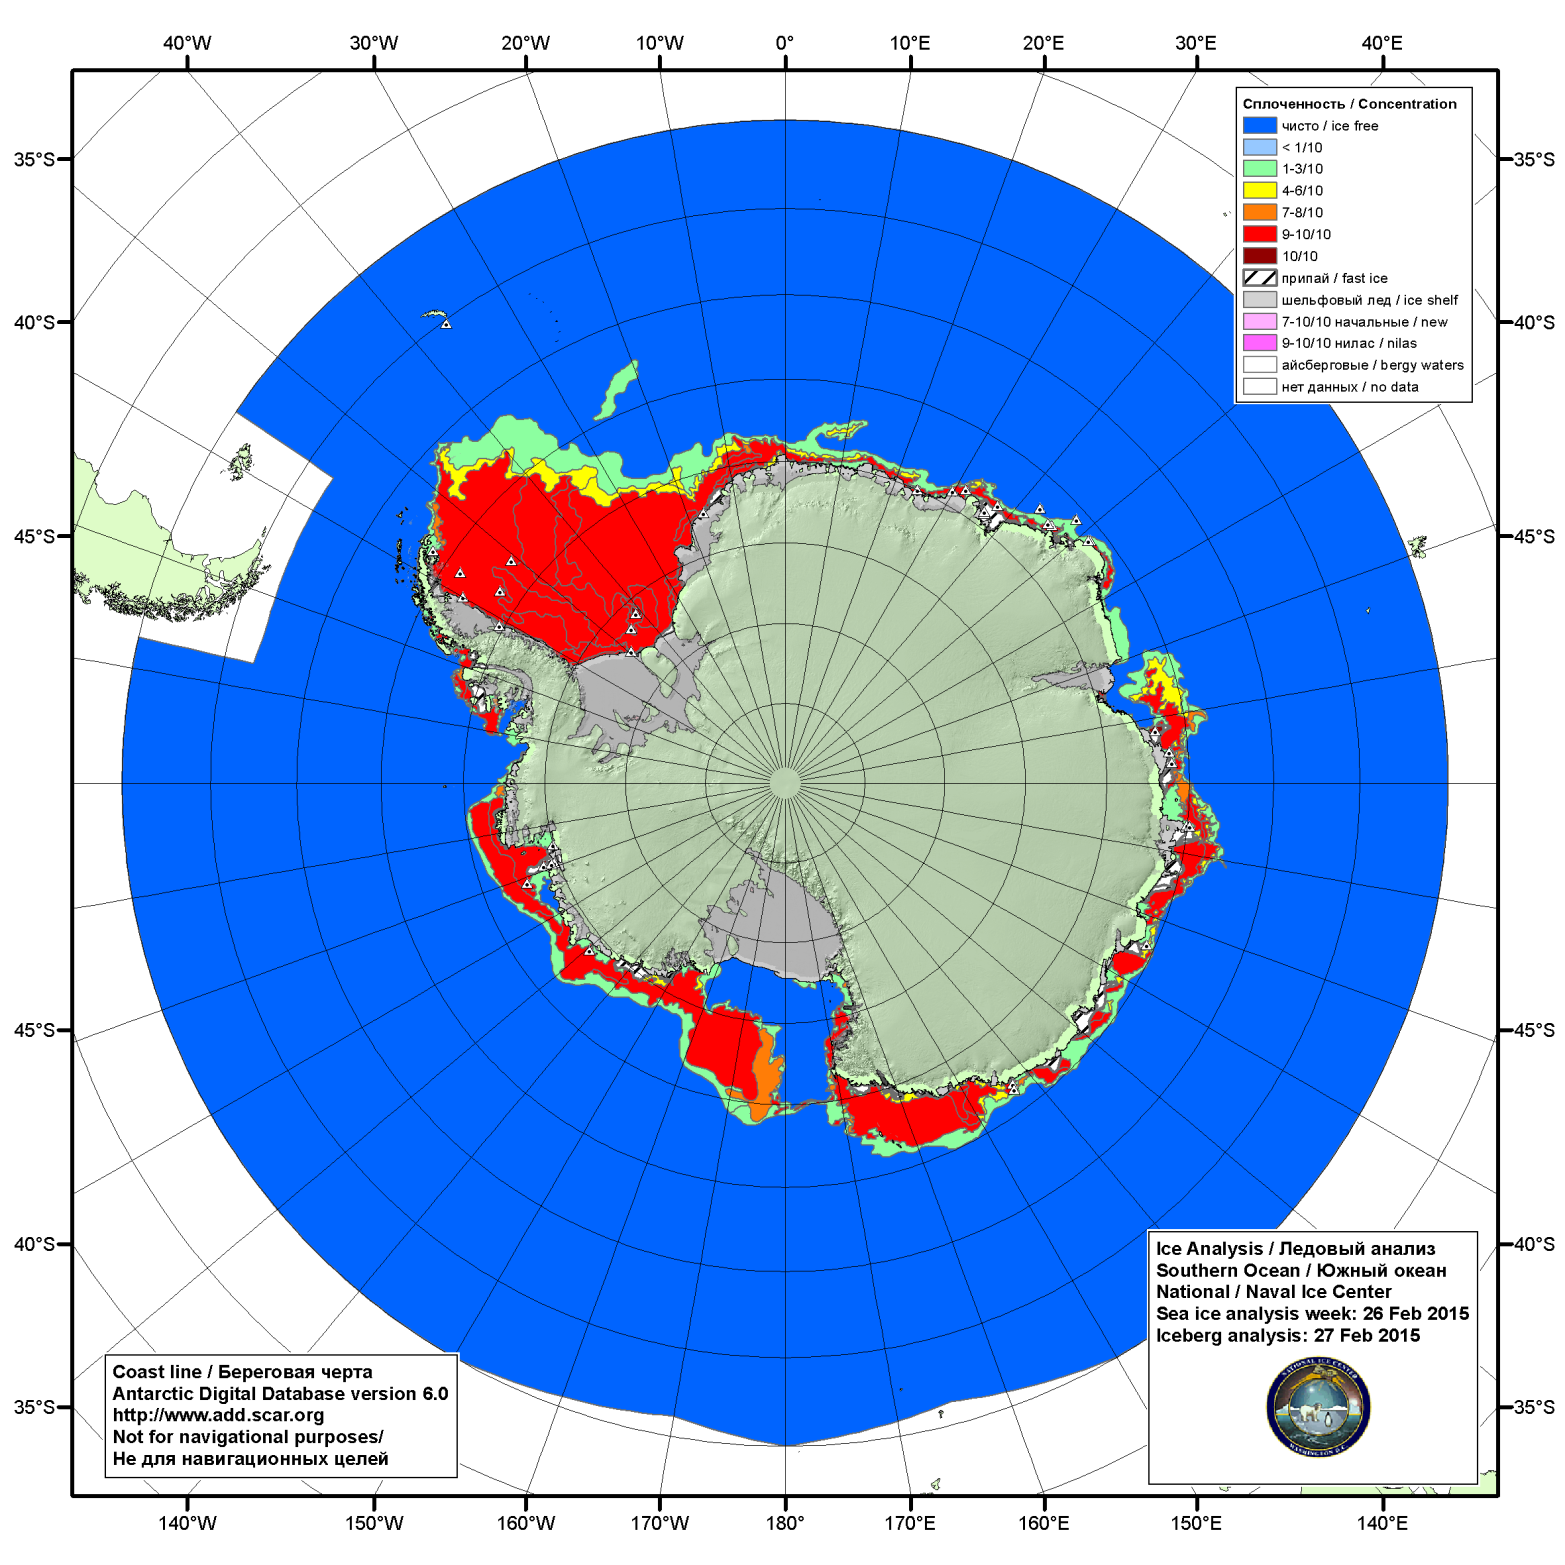 40°W 30°W 20°W 10°W 0° 10°E 20°E 30°E 40°E
35°S 35°S
Сплоченность / Concentration
чисто / ice free
< 1/10
1-3/10
4-6/10
7-8/10
9-10/10
10/10
припай / fast ice
шельфовый лед / ice shelf
7-10/10 начальные / new
9-10/10 нилас / nilas
айсберговые / bergy waters
нет данных / no data
40°S 40°S
45°S 45°S
45°S 45°S
40°S 40°S
Ice Analysis / Ледовый анализ
Southern Ocean / Южный океан
National / Naval Ice Center
Sea ice analysis week: 26 Feb 2015
Iceberg analysis: 27 Feb 2015
NATIONAL ICE CENTER
WASHINGTON D.C.
Coast line / Береговая черта
Antarctic Digital Database version 6.0
http://www.add.scar.org
Not for navigational purposes/
Не для навигационных целей
35°S 35°S
140°W 150°W 160°W 170°W 180° 170°E 160°E 150°E 140°E